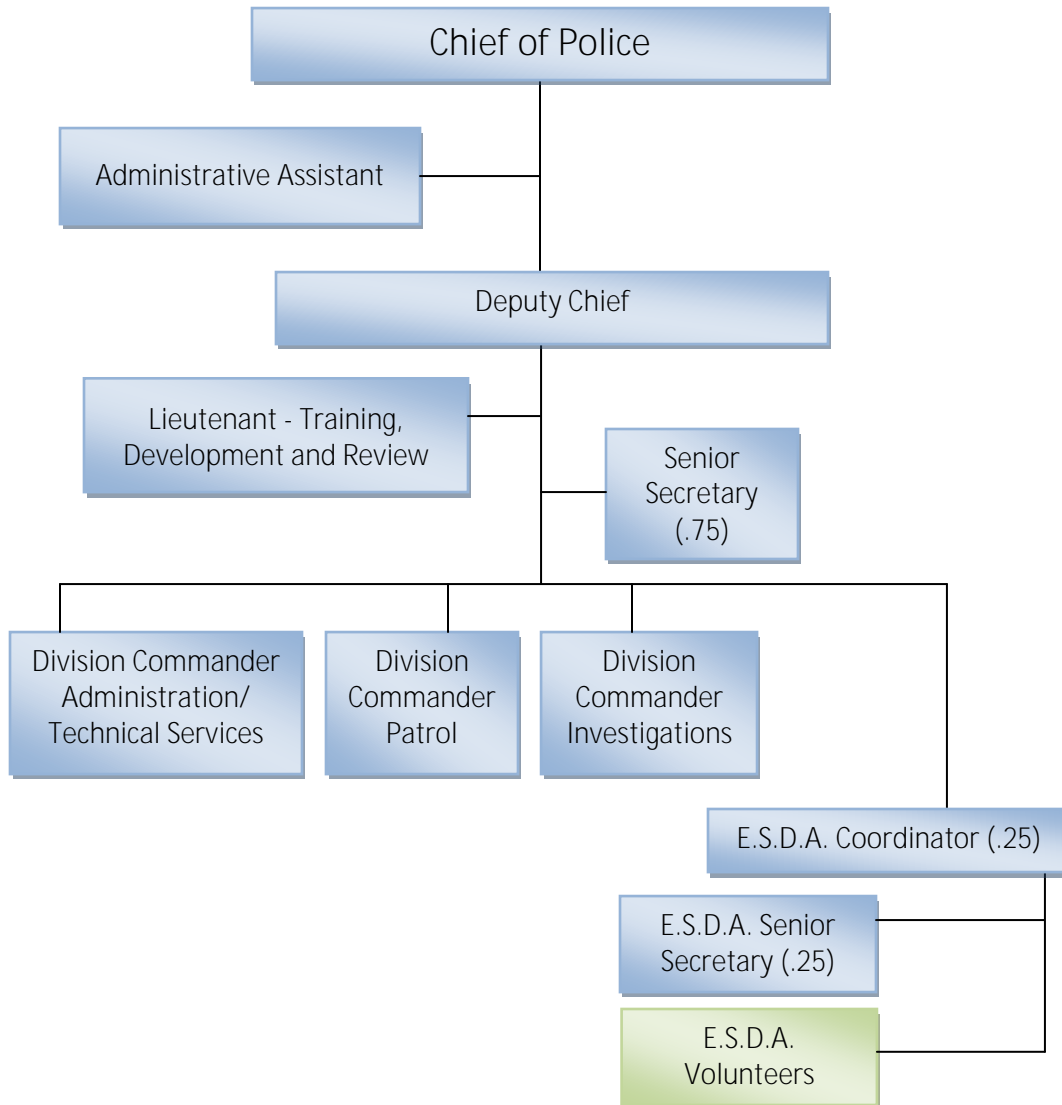 Chief of Police
Administrative Assistant
Deputy Chief
Lieutenant - Training,
Development and Review
Senior
Secretary
(.75)
Division Commander
Administration/
Technical Services
Division
Commander
Patrol
Division
Commander
Investigations
E.S.D.A. Coordinator (.25)
E.S.D.A. Senior
Secretary (.25)
E.S.D.A.
Volunteers